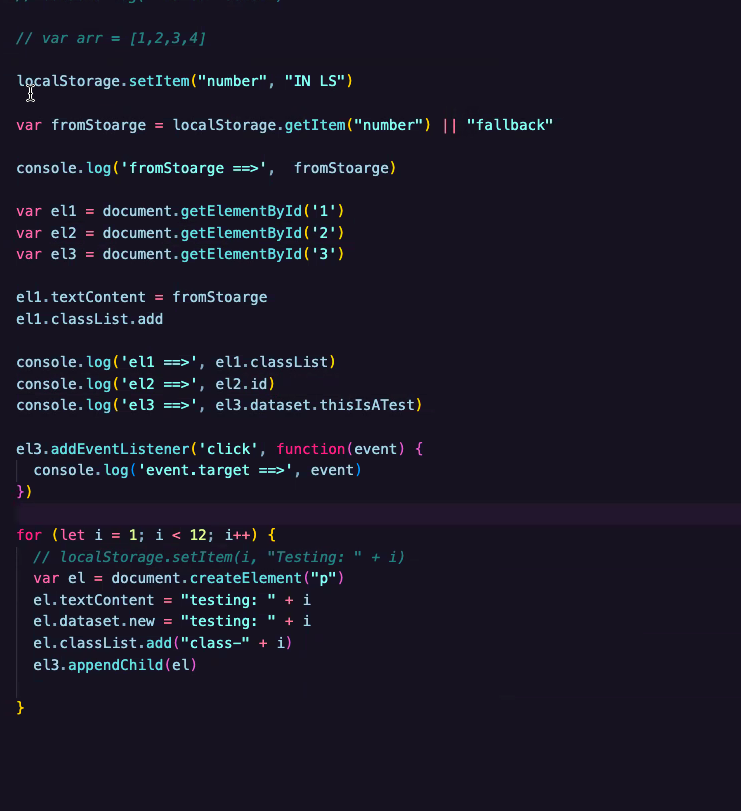 // var arr = [1,2,3,4]
localStorage.setItem("number", "IN LS")
var fromStoarge = localStorage.getItem("number") || "fallback"
console.log('fromStoarge ==>',  fromStoarge)
var el1 = document.getElementById('1')
var el2 = document.getElementById('2')
var el3 = document.getElementById('3')
el1.textContent = fromStoarge
el1.classList.add
console.log('el1 ==>', el1.classList)
console.log('el2 ==>', el2.id)
console.log('el3 ==>', el3.dataset.thisIsATest)
el3.addEventListener('click', function(event) {
  console.log('event.target ==>', event)
})
for (let i = 1; i < 12; i++) {
  // localStorage.setItem(i, "Testing: " + i)
  var el = document.createElement("p")
  el.textContent = "testing: " + i
  el.dataset.new = "testing: " + i
  el.classList.add("class-" + i)
  el3.appendChild(el)
}